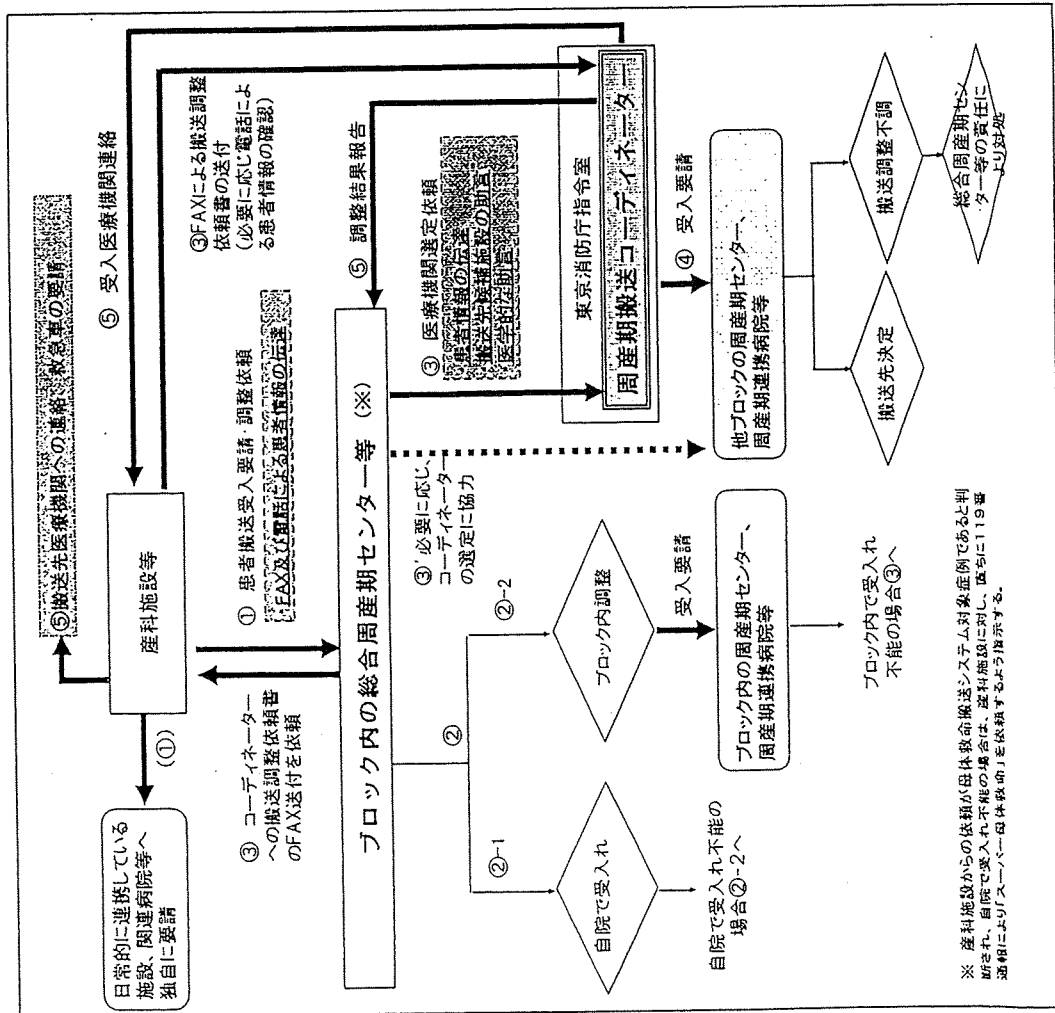 ⑤搬送先医療機関への連絡、救急車の要請
⑤ 受入医療機関連絡
産科施設等
(①)
日常的に連携している
施設、関連病院等へ
独自に要請
③FAXによる搬送調整
依頼書の送付
(必要に応じ電話によ
る患者情報の確認)
① 患者搬送受入要請・調整依頼
FAX及び電話による患者情報の伝達
③ コーディネーター
への搬送調整依頼書
のFAX送付を依頼
⑤ 調整結果報告
ブロック内の総合周産期センター等 (※)
③ 医療機関選定依頼
患者情報の伝達
搬送先候補施設の助言
医学的な助言
東京消防庁指令室
周産期搬送コーディネーター
③’必要に応じ、
コーディネーター
の選定に協力
②
②-1
②-2
自院で受入れ
自院で受入れ不能の
場合②-2へ
ブロック内調整
受入要請
ブロック内の周産期センター、
周産期連携病院等
ブロック内で受入れ
不能の場合③へ
④ 受入要請
他ブロックの周産期センター、
周産期連携病院等
搬送先決定
搬送調整不調
総合周産期セン
ター等の責任に
より対処
※ 産科施設からの依頼が母体救命搬送システム対象症例であると判
断され、自院で受入れ不能の場合は、産科施設に対し、直ちに119番
通報により「スーパー母体救命」を依頼するよう指示する。